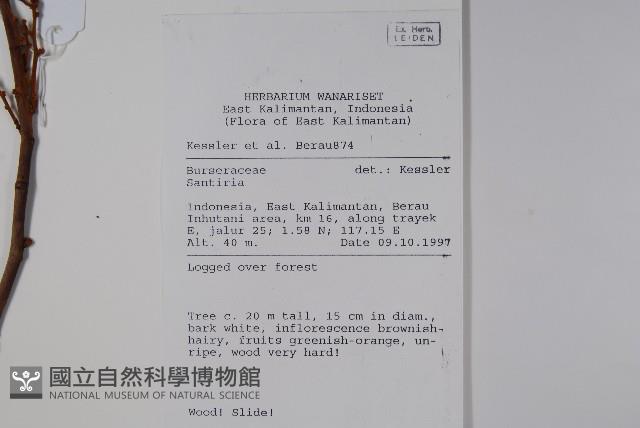 Ex. Herb.
LEIDEN
HERBARIUM WANARISET
East Kalimantan, Indonesia
(Flora of East Kalimantan)
Kessler et al. Berau874
Burseraceae det.: Kessler
Santiria
Indonesia, East Kalimantan, Berau
Inhutani area, km 16, along trayek
E, jalur 25; 1.58 N; 117.15 E
Alt. 40 m. Date 09.10.1997
Logged over forest
Tree c. 20 m tall, 15 cm in diam.,
bark white, inflorescence brownish-
hairy, fruits greenish-orange, un-
ripe, wood very hard!
Wood! Slide!
國立自然科學博物館
NATIONAL MUSEUM OF NATURAL SCIENCE